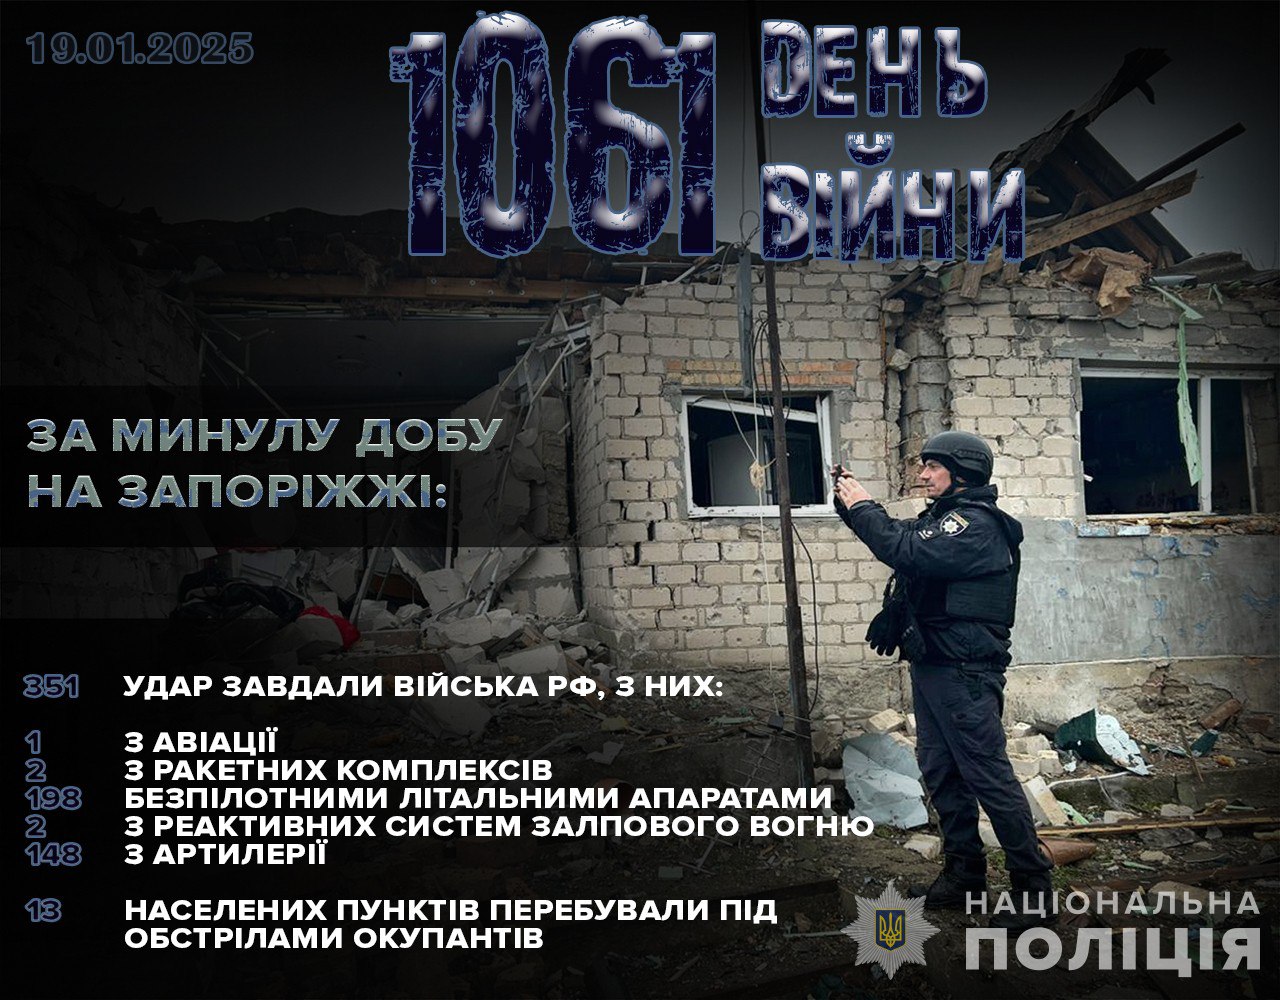 19.01.2025
1061
ДЕНЬ
ВІЙНИ
ЗА МИНУЛУ ДОБУ
НА ЗАПОРІЖЖІ:
351 УДАР ЗАВДАЛИ ВІЙСЬКА РФ, З НИХ:
1 З АВІАЦІЇ
2 З РАКЕТНИХ КОМПЛЕКСІВ
198 БЕЗПІЛОТНИМИ ЛІТАЛЬНИМИ АПАРАТАМИ
2 З РЕАКТИВНИХ СИСТЕМ ЗАЛПОВОГО ВОГНЮ
148 З АРТИЛЕРІЇ
13 НАСЕЛЕНИХ ПУНКТІВ ПЕРЕБУВАЛИ ПІД
ОБСТРІЛАМИ ОКУПАНТІВ
НАЦІОНАЛЬНА
ПОЛІЦІЯ